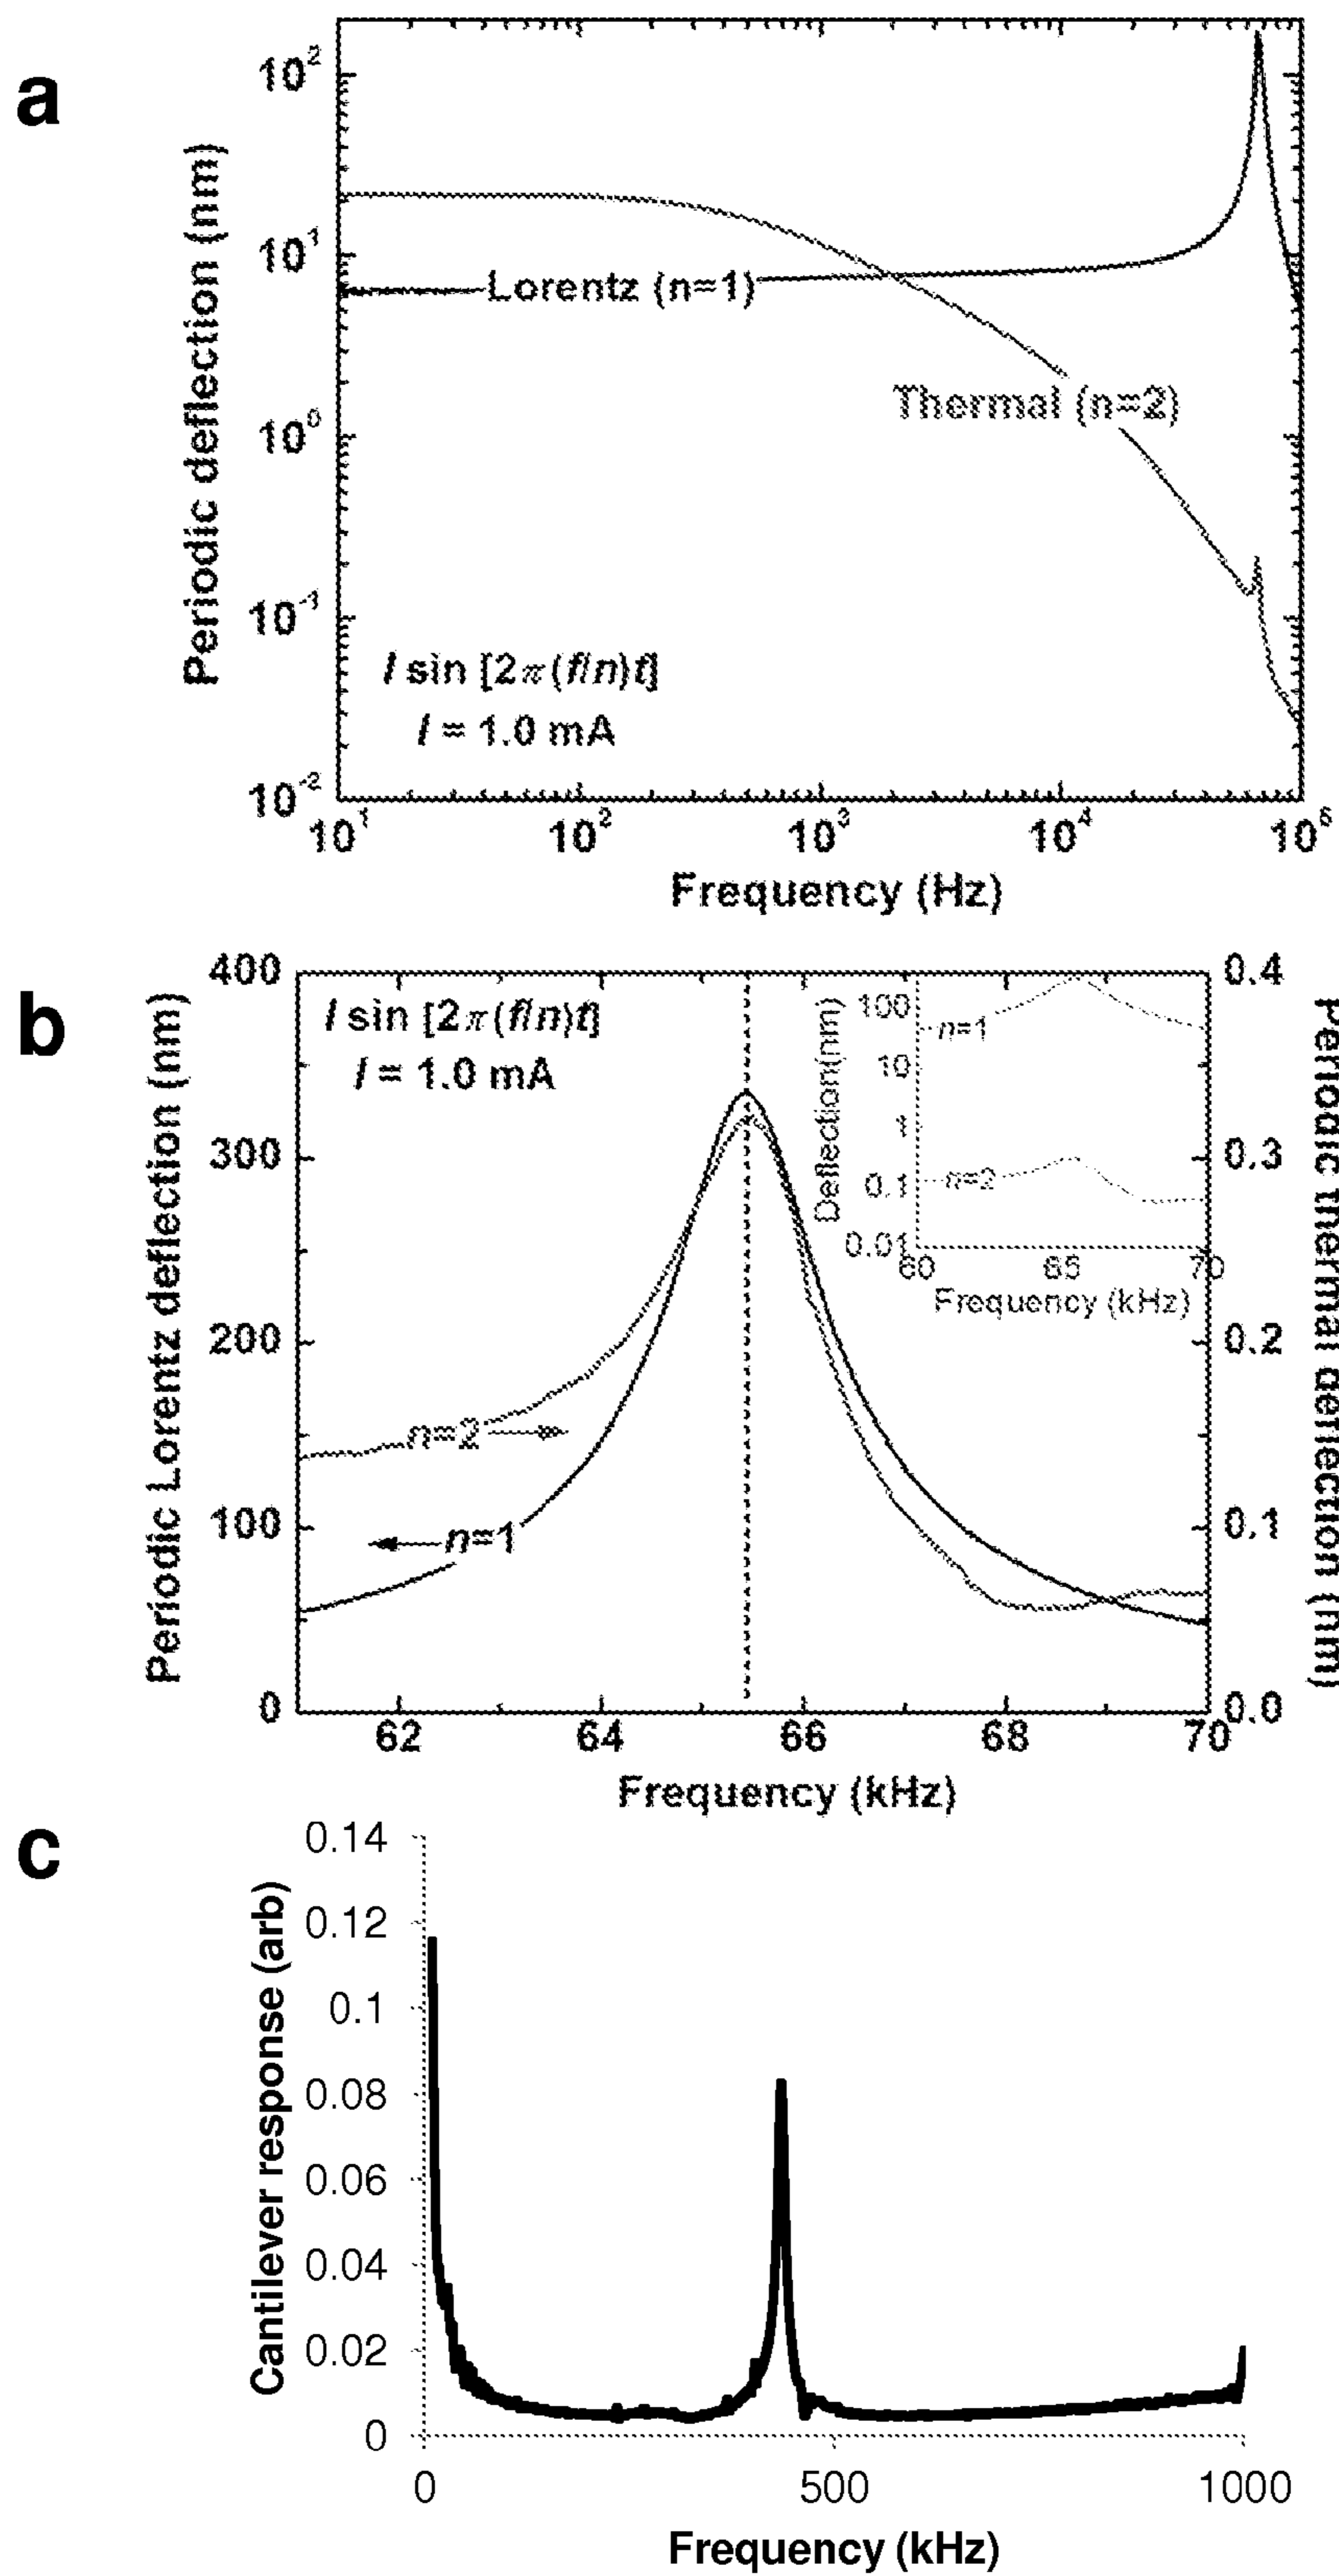 a
Periodic deflection (nm)
10²
10¹
10⁰
10⁻¹
10⁻²
Lorentz (n=1)
Thermal (n=2)
I sin [2π(f/n)t]
I = 1.0 mA
10¹ 10² 10³ 10⁴ 10⁵
Frequency (Hz)
b
Periodic Lorentz deflection (nm)
400
300
200
100
0
I sin [2π(f/n)t]
I = 1.0 mA
n=2
n=1
Deflection(nm)
100
10
1
0.1
0.01
n=1
n=2
60 65 70
Frequency (kHz)
0.4
0.3
0.2
0.1
0.0
Periodic thermal deflection (nm)
62 64 66 68 70
Frequency (kHz)
c
Cantilever response (arb)
0.14
0.12
0.1
0.08
0.06
0.04
0.02
0
0 500 1000
Frequency (kHz)